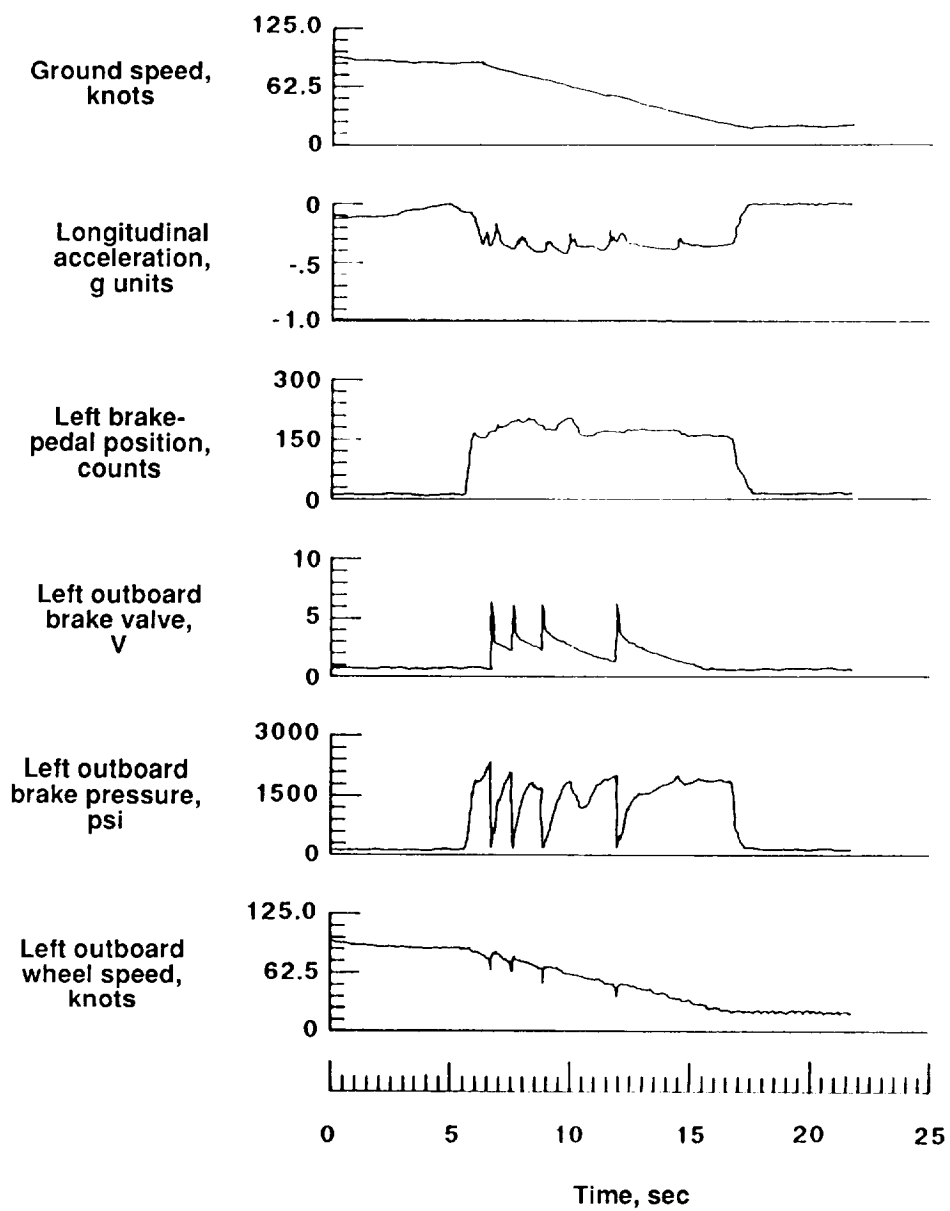 125.0
Ground speed,
knots
62.5
0
0
Longitudinal
acceleration,
g units
-.5
-1.0
300
Left brake-
pedal position,
counts
150
0
10
Left outboard
brake valve,
V
5
0
3000
Left outboard
brake pressure,
psi
1500
0
125.0
Left outboard
wheel speed,
knots
62.5
0
0 5 10 15 20 25
Time, sec